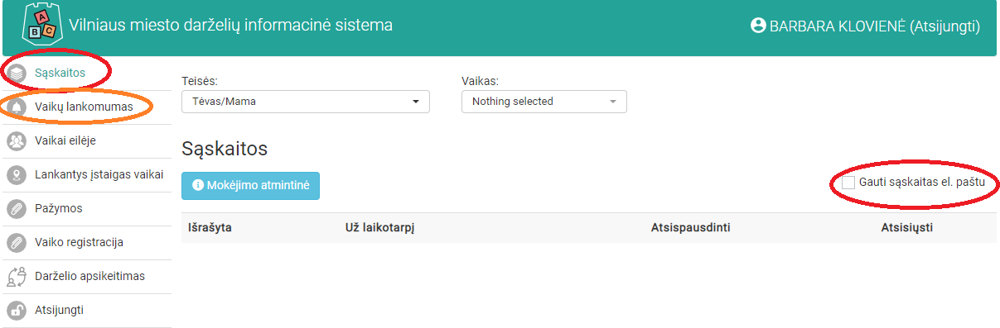 A
B C
Vilniaus miesto darželių informacinė sistema
BARBARA KLOVIENĖ (Atsijungti)
Sąskaitos
Vaikų lankomumas
Vaikai eilėje
Lankantys įstaigas vaikai
Pažymos
Vaiko registracija
Darželio apsikeitimas
Atsijungti
Teisės:
Tėvas/Mama
Vaikas:
Nothing selected
Sąskaitos
Mokėjimo atmintinė
Gauti sąskaitas el. paštu
Išrašyta Už laikotarpį Atsispausdinti Atsisiųsti